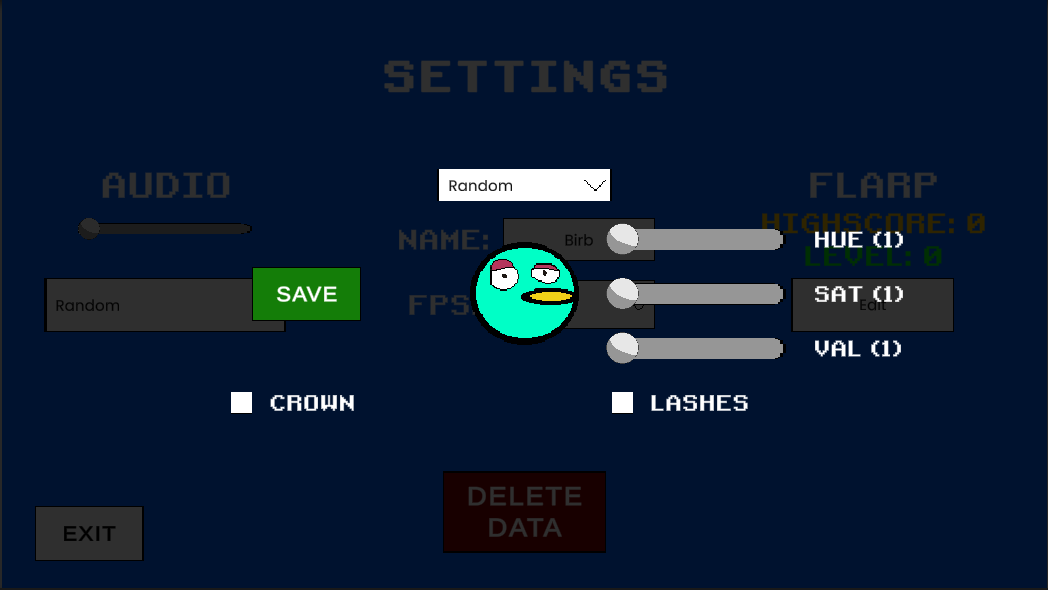 SETTINGS
AUDIO
Random
FLARP
HIGHSCORE: 0
NAME:
Birb
HUE (1)
LEVEL: 0
SAVE
Random
FPS:
SAT (1)
Edit
VAL (1)
CROWN
LASHES
DELETE
DATA
EXIT